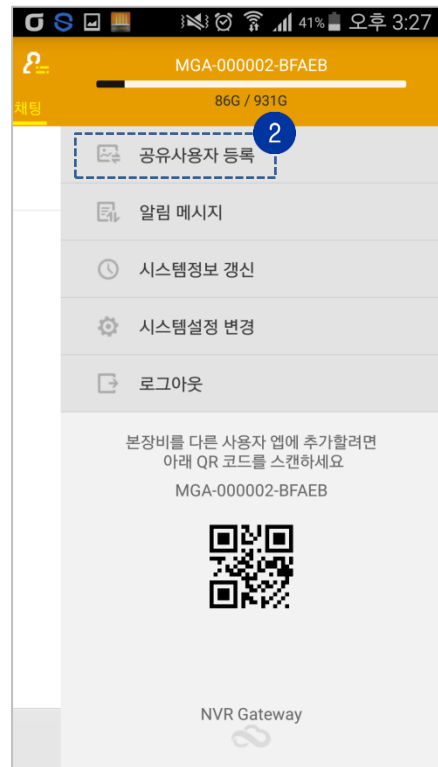 41% 오후 3:27
MGA-000002-BFAEB
86G / 931G
채팅
2
공유사용자 등록
알림 메시지
시스템정보 갱신
시스템설정 변경
로그아웃
본장비를 다른 사용자 엡에 추가할려면
아래 QR 코드를 스캔하세요
MGA-000002-BFAEB
NVR Gateway